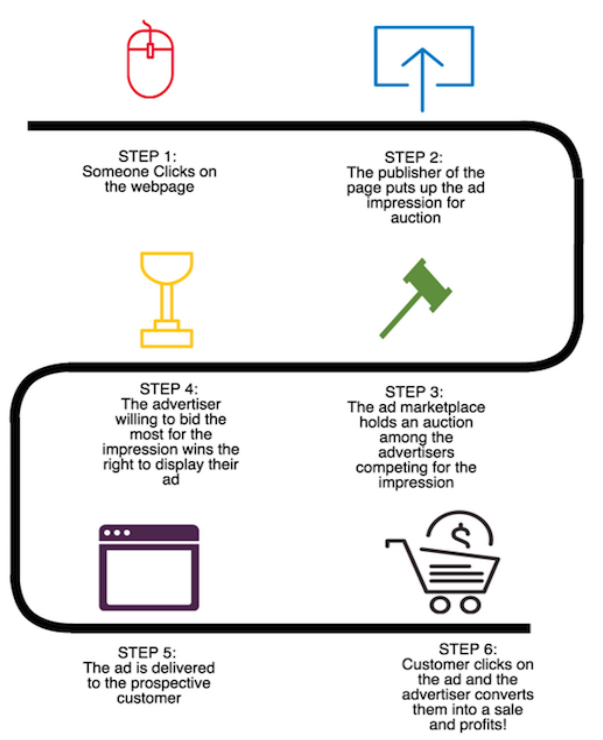 STEP 1:
Someone Clicks on
the webpage
STEP 2:
The publisher of the
page puts up the ad
impression for
auction
STEP 3:
The ad marketplace
holds an auction
among the
advertisers
competing for the
impression
STEP 4:
The advertiser
willing to bid the
most for the
impression wins the
right to display their
ad
STEP 5:
The ad is delivered
to the prospective
customer
$
STEP 6:
Customer clicks on
the ad and the
advertiser converts
them into a sale
and profits!